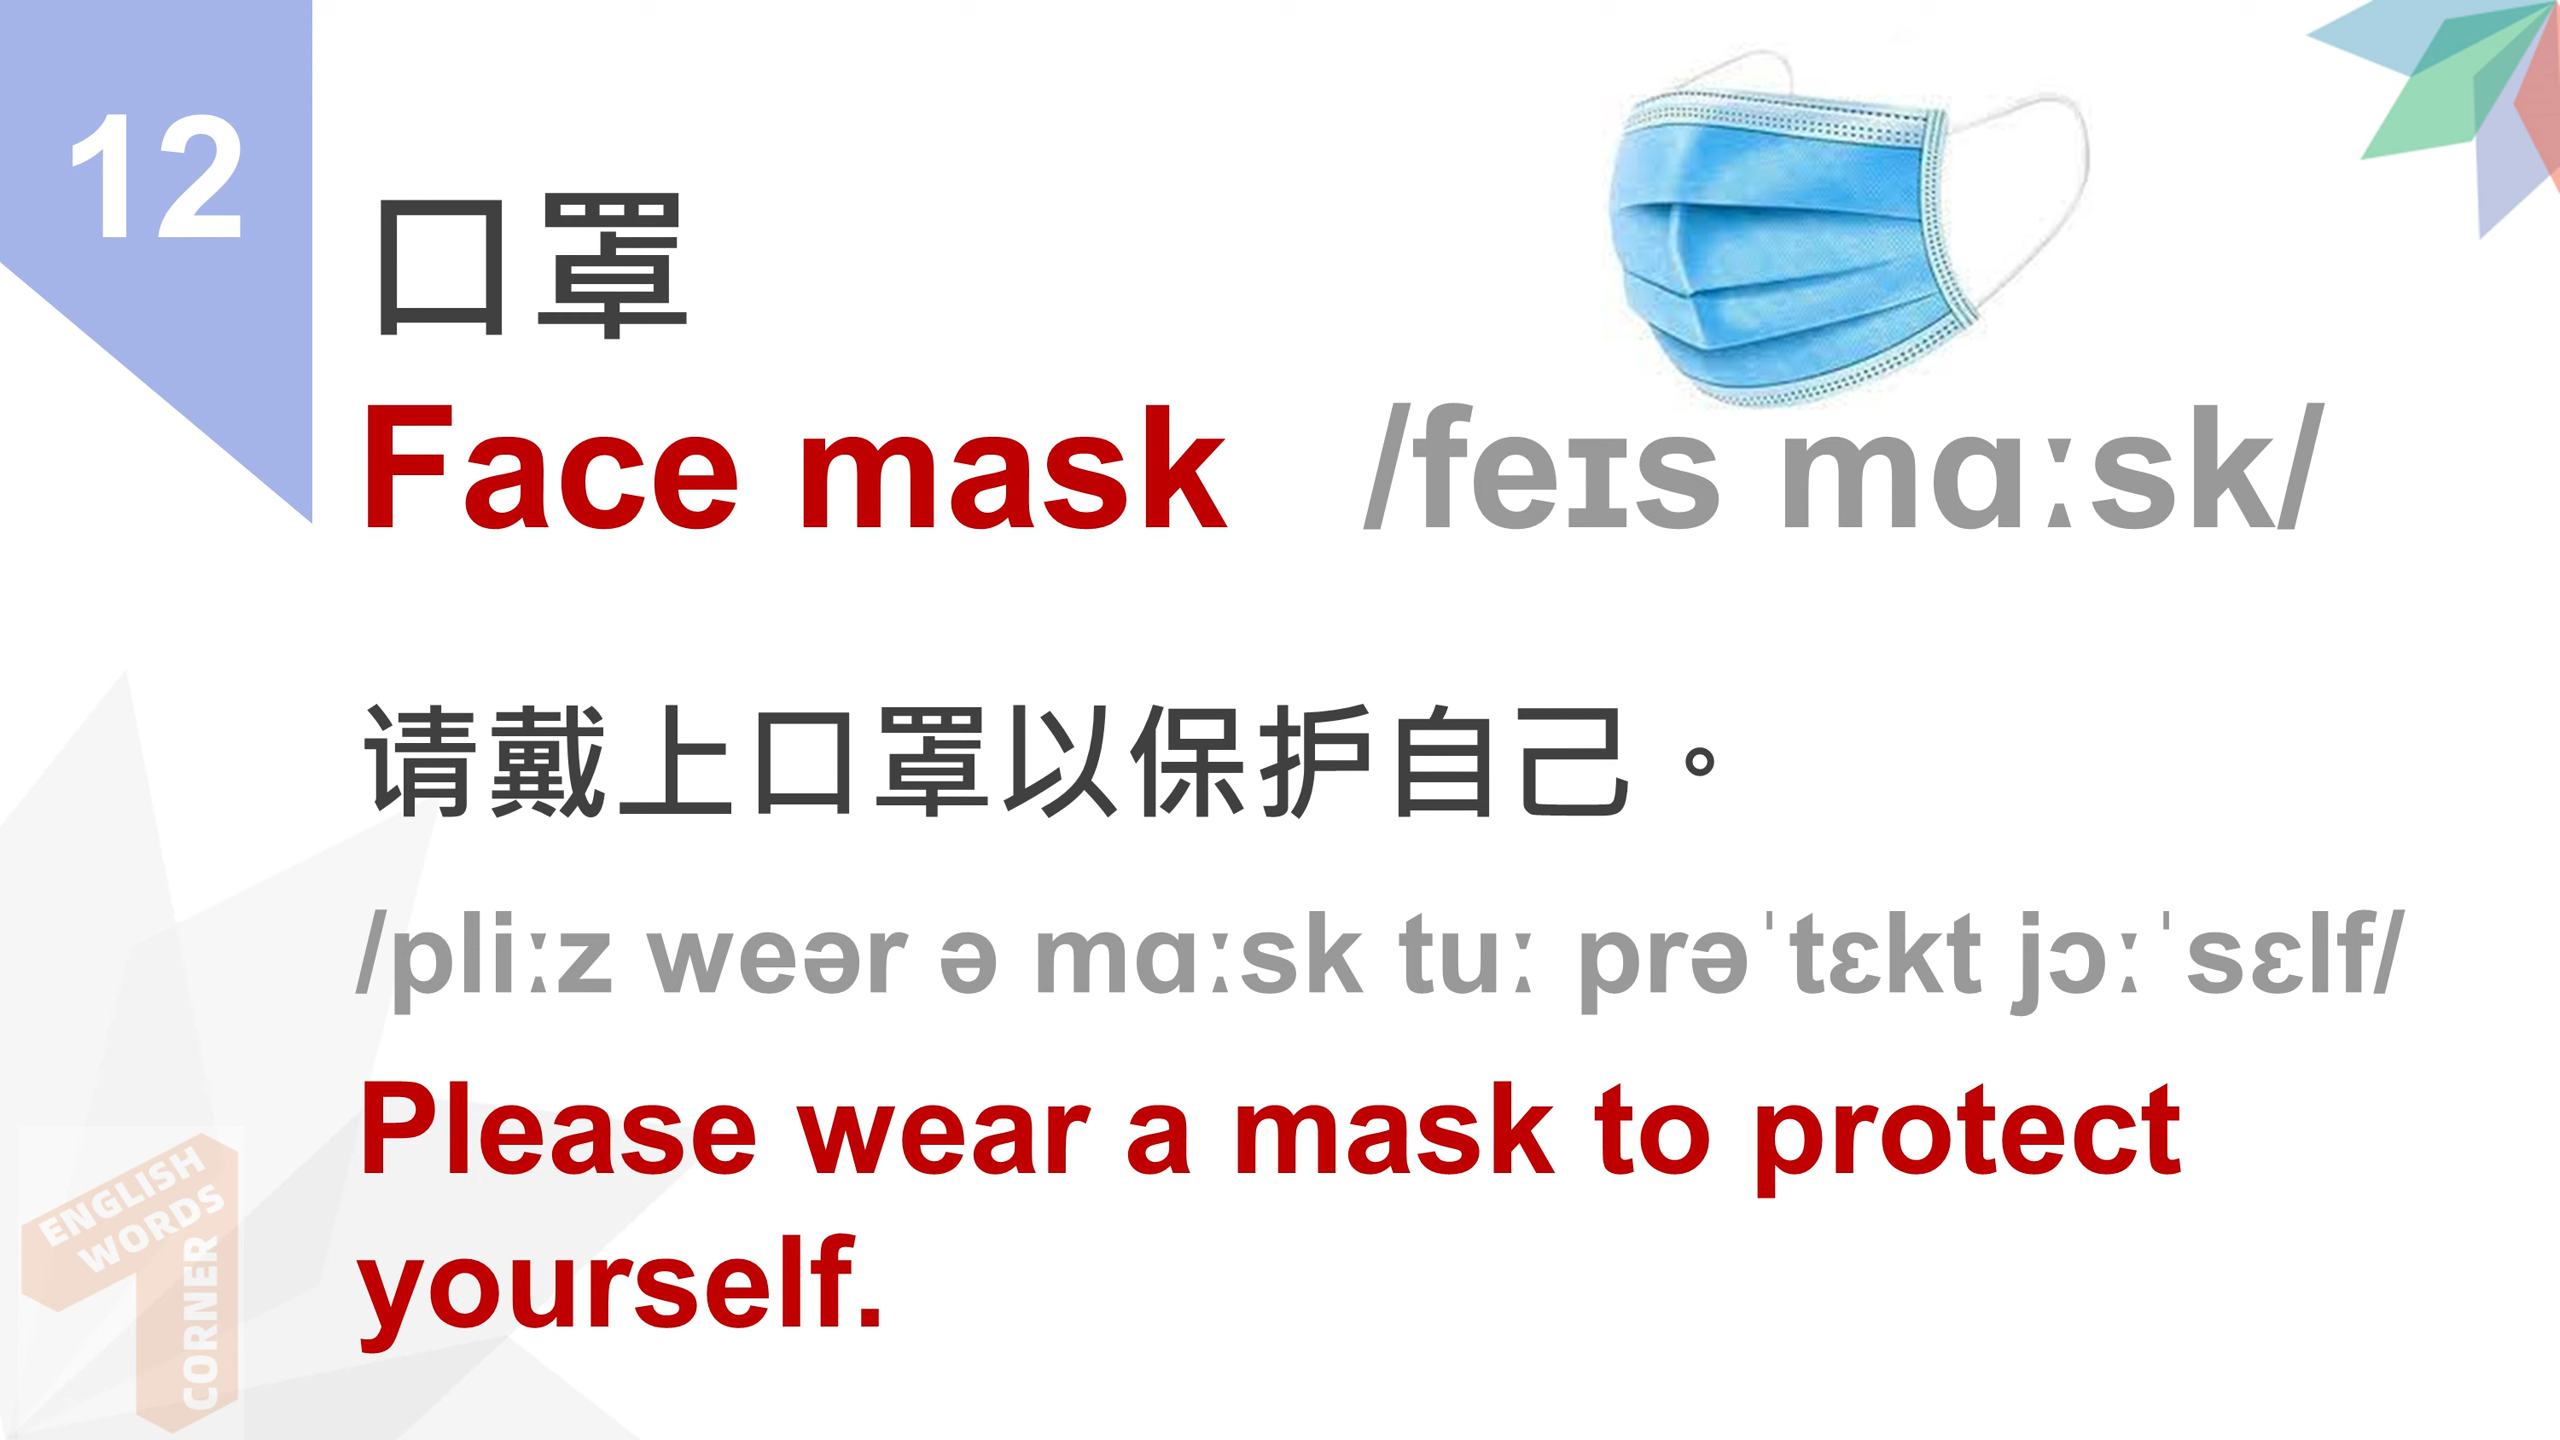 12
口罩
Face mask /feɪs mɑːsk/
请戴上口罩以保护自己。
/pliːz weər ə mɑːsk tuː prəˈtɛkt jɔːˈsɛlf/
Please wear a mask to protect
yourself.
ENGLISH
WORDS
CORNER